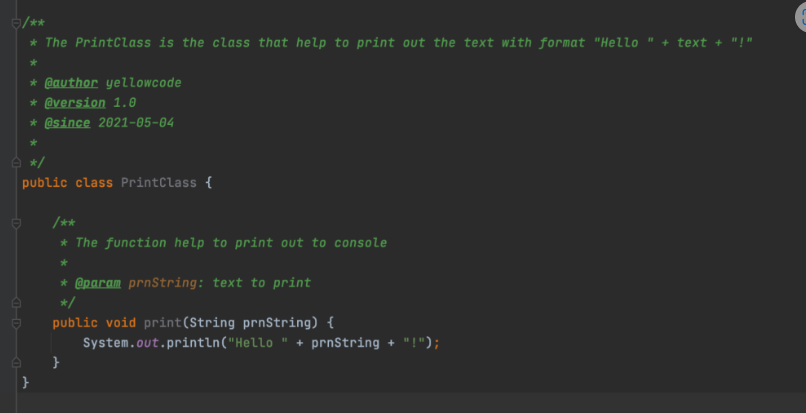 /**
 * The PrintClass is the class that help to print out the text with format "Hello " + text + "!"
 *
 * @author yellowcode
 * @version 1.0
 * @since 2021-05-04
 *
 */
public class PrintClass {
    /**
     * The function help to print out to console
     *
     * @param prnString: text to print
     */
    public void print(String prnString) {
        System.out.println("Hello " + prnString + "!");
    }
}